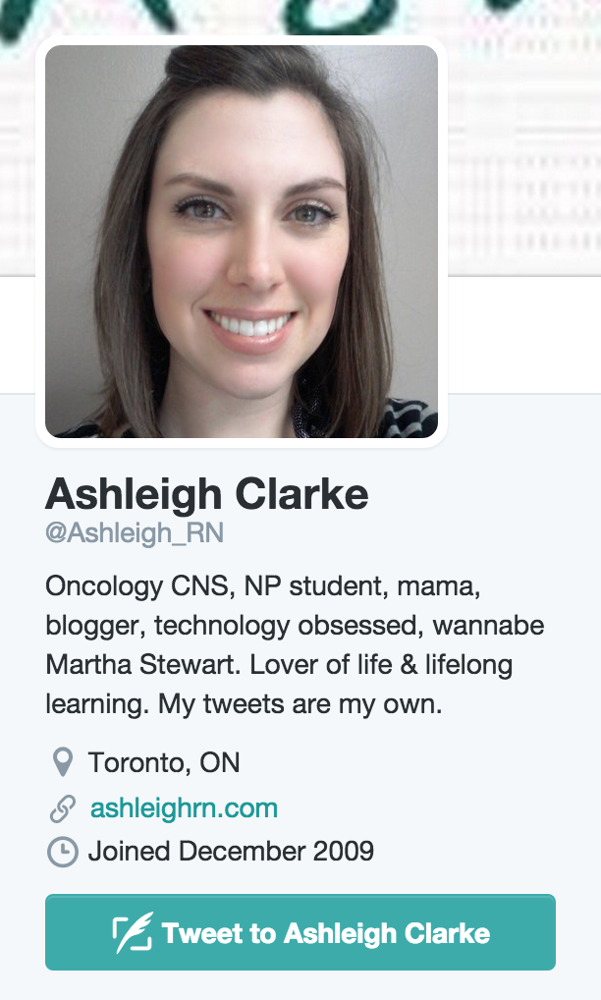 Ashleigh Clarke
@Ashleigh_RN
Oncology CNS, NP student, mama,
blogger, technology obsessed, wannabe
Martha Stewart. Lover of life & lifelong
learning. My tweets are my own.
Toronto, ON
ashleighrn.com
Joined December 2009
Tweet to Ashleigh Clarke